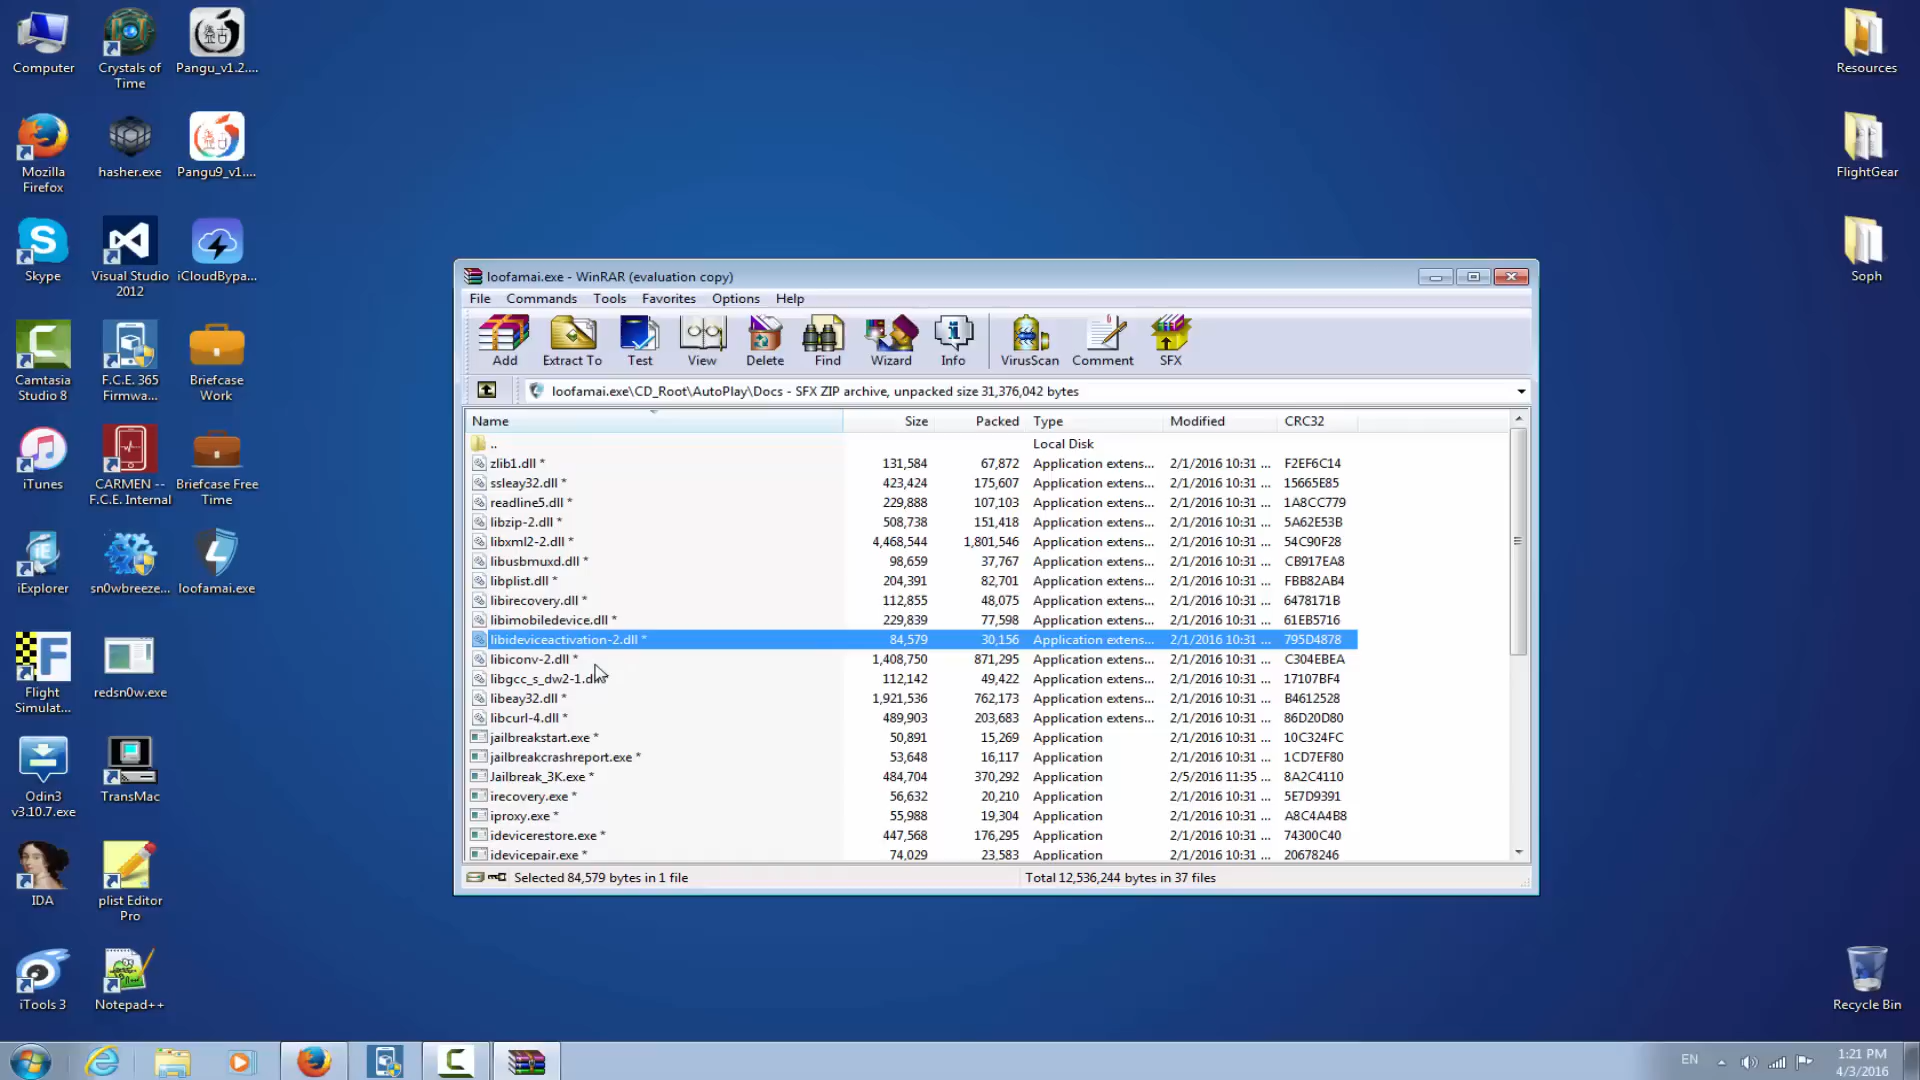 Computer
Crystals of Time
Pangu_v1.2....
Mozilla Firefox
hasher.exe
Pangu9_v1....
Skype
Visual Studio 2012
iCloudBypa...
Camtasia Studio 8
F.C.E. 365 Firmwa...
Briefcase Work
iTunes
CARMEN -- F.C.E. Internal
Briefcase Free Time
iExplorer
sn0wbreeze...
loofamai.exe
Flight Simulat...
redsn0w.exe
Odin3 v3.10.7.exe
TransMac
IDA
plist Editor Pro
iTools 3
Notepad++
Resources
FlightGear
Soph
Recycle Bin
loofamai.exe - WinRAR (evaluation copy)
File Commands Tools Favorites Options Help
Add Extract To Test View Delete Find Wizard Info VirusScan Comment SFX
loofamai.exe\CD_Root\AutoPlay\Docs - SFX ZIP archive, unpacked size 31,376,042 bytes
Name Size Packed Type Modified CRC32
.. Local Disk
zlib1.dll * 131,584 67,872 Application extens... 2/1/2016 10:31 ... F2EF6C14
ssleay32.dll * 423,424 175,607 Application extens... 2/1/2016 10:31 ... 15665E85
readline5.dll * 229,888 107,103 Application extens... 2/1/2016 10:31 ... 1A8CC779
libzip-2.dll * 508,738 151,418 Application extens... 2/1/2016 10:31 ... 5A62E53B
libxml2-2.dll * 4,468,544 1,801,546 Application extens... 2/1/2016 10:31 ... 54C90F28
libusbmuxd.dll * 98,659 37,767 Application extens... 2/1/2016 10:31 ... CB917EA8
libplist.dll * 204,391 82,701 Application extens... 2/1/2016 10:31 ... FBB82AB4
libirecovery.dll * 112,855 48,075 Application extens... 2/1/2016 10:31 ... 6478171B
libimobiledevice.dll * 229,839 77,598 Application extens... 2/1/2016 10:31 ... 61EB5716
libideviceactivation-2.dll * 84,579 30,156 Application extens... 2/1/2016 10:31 ... 795D4878
libiconv-2.dll * 1,408,750 871,295 Application extens... 2/1/2016 10:31 ... C304EBEA
libgcc_s_dw2-1.d 112,142 49,422 Application extens... 2/1/2016 10:31 ... 17107BF4
libeay32.dll * 1,921,536 762,173 Application extens... 2/1/2016 10:31 ... B4612528
libcurl-4.dll * 489,903 203,683 Application extens... 2/1/2016 10:31 ... 86D20D80
jailbreakstart.exe * 50,891 15,269 Application 2/1/2016 10:31 ... 10C324FC
jailbreakcrashreport.exe * 53,648 16,117 Application 2/1/2016 10:31 ... 1CD7EF80
Jailbreak_3K.exe * 484,704 370,292 Application 2/5/2016 11:35 ... 8A2C4110
irecovery.exe * 56,632 20,210 Application 2/1/2016 10:31 ... 5E7D9391
iproxy.exe * 55,988 19,304 Application 2/1/2016 10:31 ... A8C4A4B8
idevicerestore.exe * 447,568 176,295 Application 2/1/2016 10:31 ... 74300C40
idevicepair.exe * 74,029 23,583 Application 2/1/2016 10:31 ... 20678246
Selected 84,579 bytes in 1 file Total 12,536,244 bytes in 37 files
EN
1:21 PM
4/3/2016